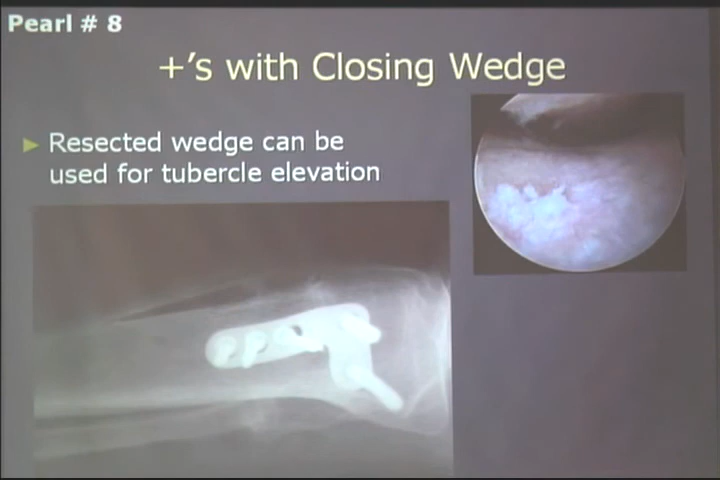 Pearl # 8
+’s with Closing Wedge
► Resected wedge can be
used for tubercle elevation